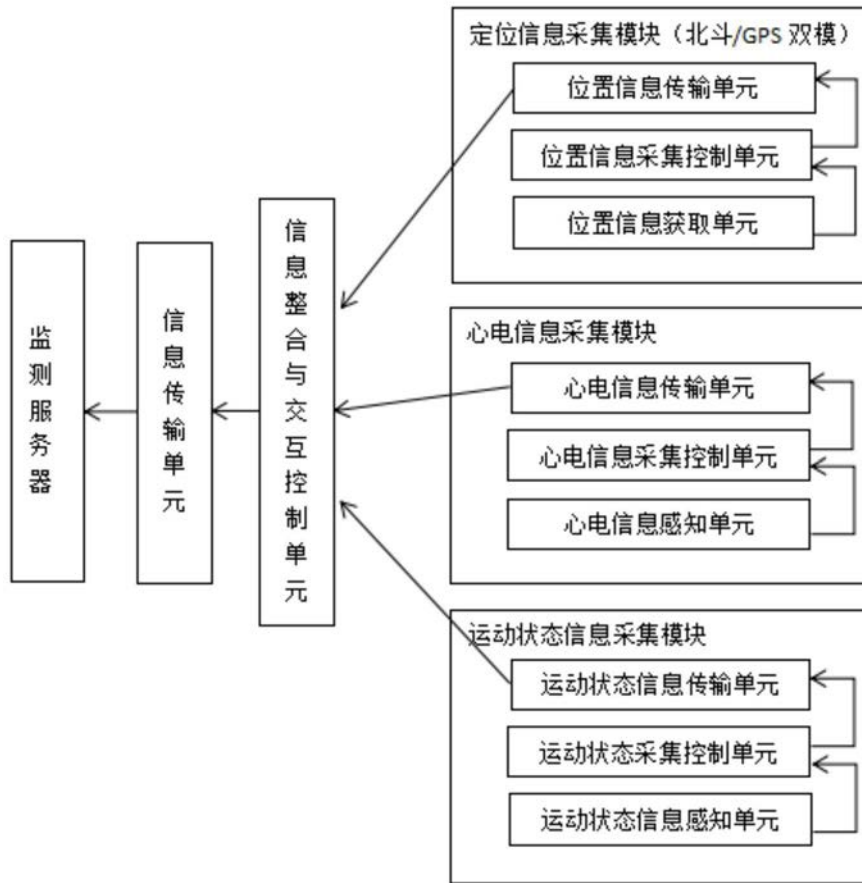 监测服务器
信息传输单元
信息整合与交互控制单元
定位信息采集模块（北斗/GPS 双模）
位置信息传输单元
位置信息采集控制单元
位置信息获取单元
心电信息采集模块
心电信息传输单元
心电信息采集控制单元
心电信息感知单元
运动状态信息采集模块
运动状态信息传输单元
运动状态采集控制单元
运动状态信息感知单元